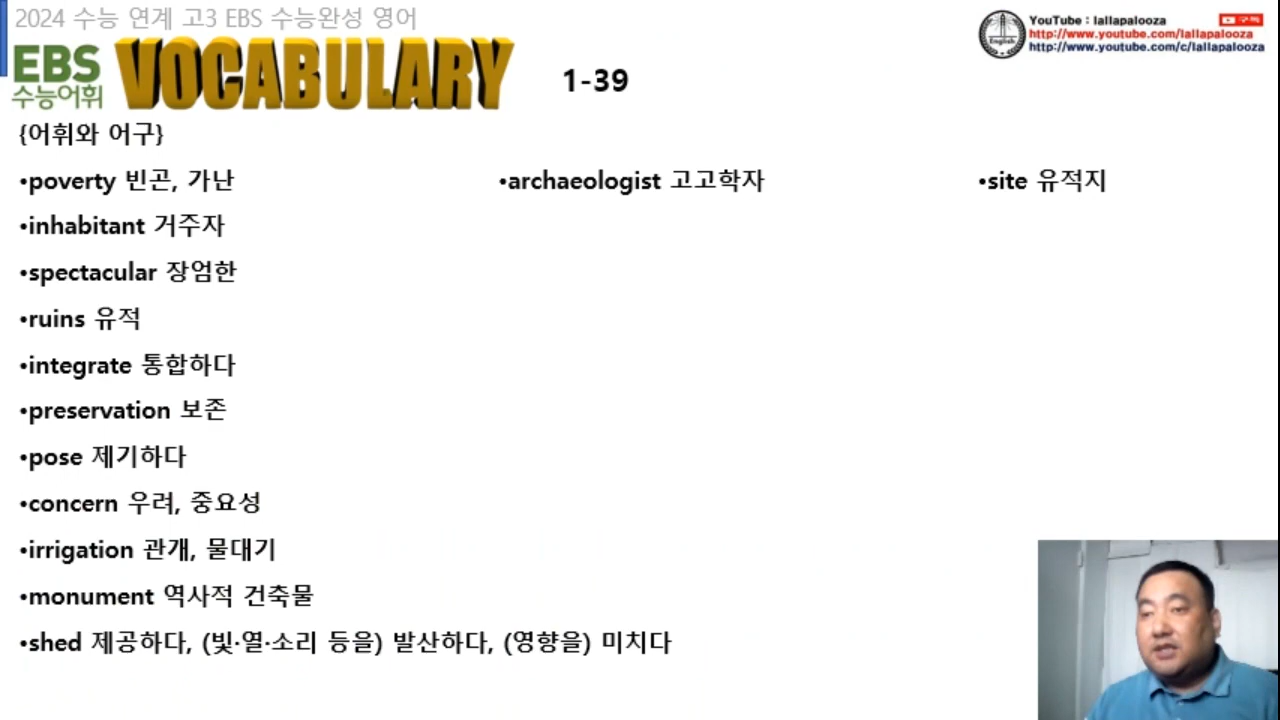 2024 수능 연계 고3 EBS 수능완성 영어
EBS
수능어휘
VOCABULARY
1-39
YouTube : lallapalooza
구독
http://www.youtube.com/lallapalooza
http://www.youtube.com/c/lallapalooza
English
{어휘와 어구}
•poverty 빈곤, 가난 •archaeologist 고고학자 •site 유적지
•inhabitant 거주자
•spectacular 장엄한
•ruins 유적
•integrate 통합하다
•preservation 보존
•pose 제기하다
•concern 우려, 중요성
•irrigation 관개, 물대기
•monument 역사적 건축물
•shed 제공하다, (빛·열·소리 등을) 발산하다, (영향을) 미치다